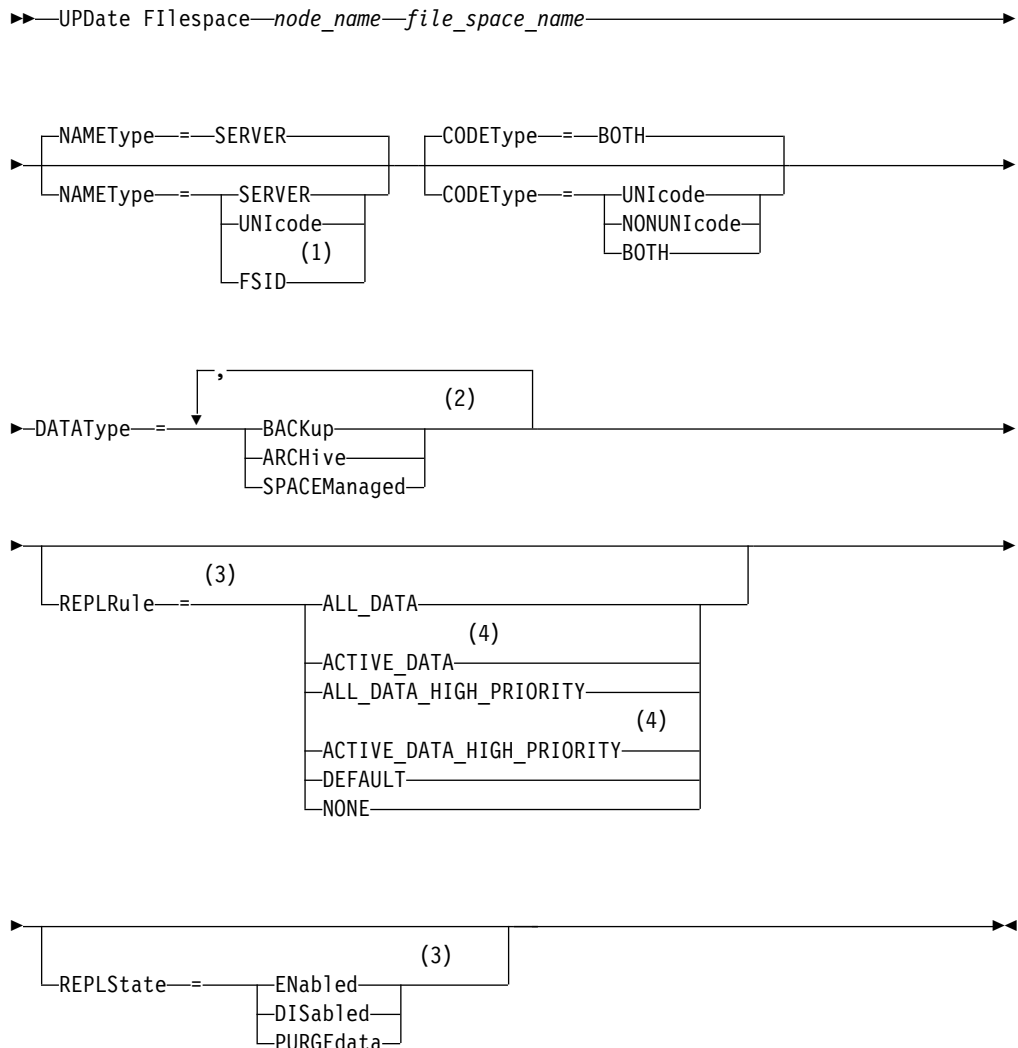 UPDate FIlespace node_name file_space_name
NAMEType = SERVER CODEType = BOTH
NAMEType = SERVER CODEType = UNIcode
UNIcode NONUNIcode
(1) BOTH
FSID
,
(2)
DATAType = BACKup
ARCHive
SPACEManaged
(3)
REPLRule = ALL_DATA
(4)
ACTIVE_DATA
ALL_DATA_HIGH_PRIORITY
(4)
ACTIVE_DATA_HIGH_PRIORITY
DEFAULT
NONE
(3)
REPLState = ENabled
DISabled
PURGEdata